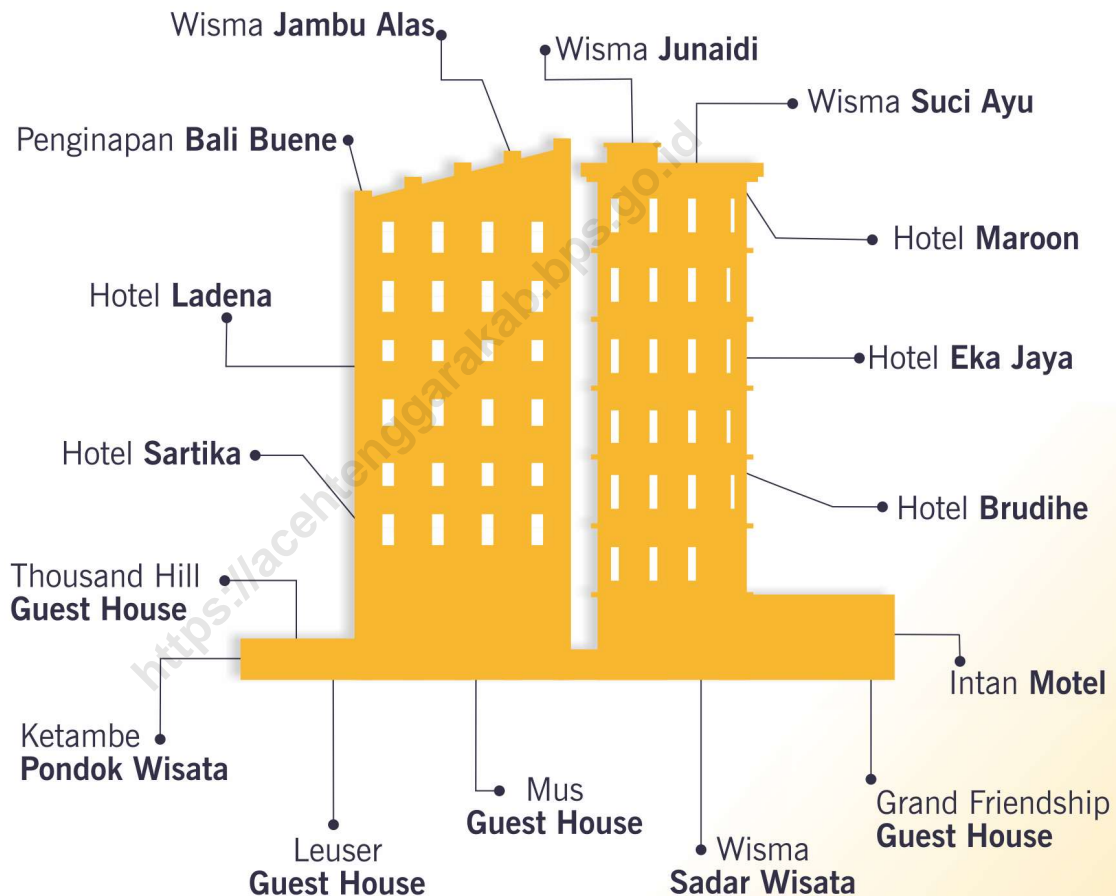 Wisma Jambu Alas
Wisma Junaidi
Wisma Suci Ayu
Penginapan Bali Buene
Hotel Maroon
Hotel Ladena
Hotel Eka Jaya
Hotel Sartika
Hotel Brudihe
Thousand Hill
Guest House
Intan Motel
Ketambe
Pondok Wisata
Mus
Guest House
Grand Friendship
Guest House
Leuser
Guest House
Wisma
Sadar Wisata
https://acehtenggarakab.bps.go.id